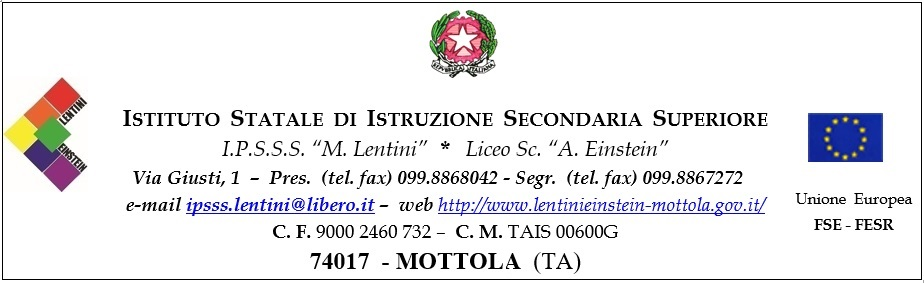 REPVBBLICA ITALIANA
LENTINI
EINSTEIN
ISTITUTO STATALE DI ISTRUZIONE SECONDARIA SUPERIORE
I.P.S.S.S. “M. Lentini” * Liceo Sc. “A. Einstein”
Via Giusti, 1 – Pres. (tel. fax) 099.8868042 - Segr. (tel. fax) 099.8867272
e-mail ipsss.lentini@libero.it – web http://www.lentinieinstein-mottola.gov.it/
C. F. 9000 2460 732 – C. M. TAIS 00600G
74017 - MOTTOLA (TA)
Unione Europea
FSE - FESR